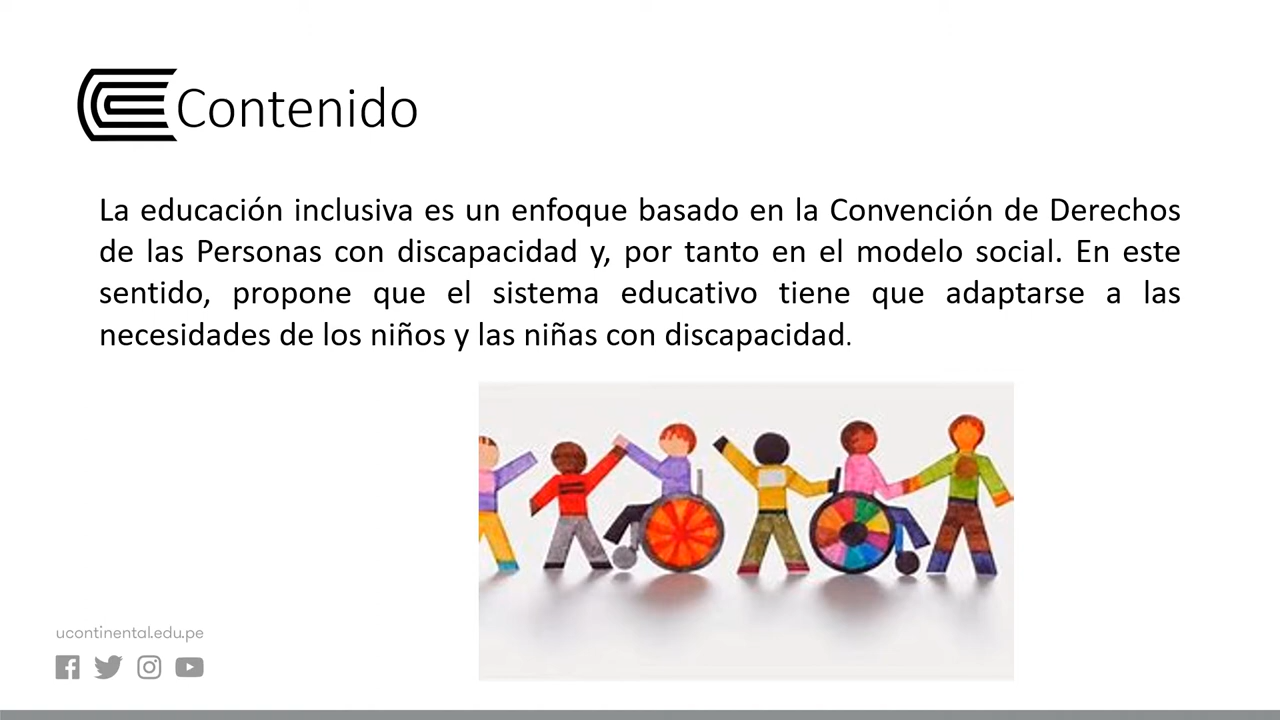 Contenido
La educación inclusiva es un enfoque basado en la Convención de Derechos
de las Personas con discapacidad y, por tanto en el modelo social. En este
sentido, propone que el sistema educativo tiene que adaptarse a las
necesidades de los niños y las niñas con discapacidad.
ucontinental.edu.pe